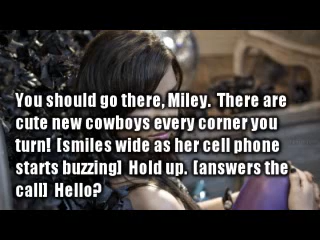 You should go there, Miley.  There are
cute new cowboys every corner you
turn!  [smiles wide as her cell phone
starts buzzing]  Hold up.  [answers the
call]  Hello?